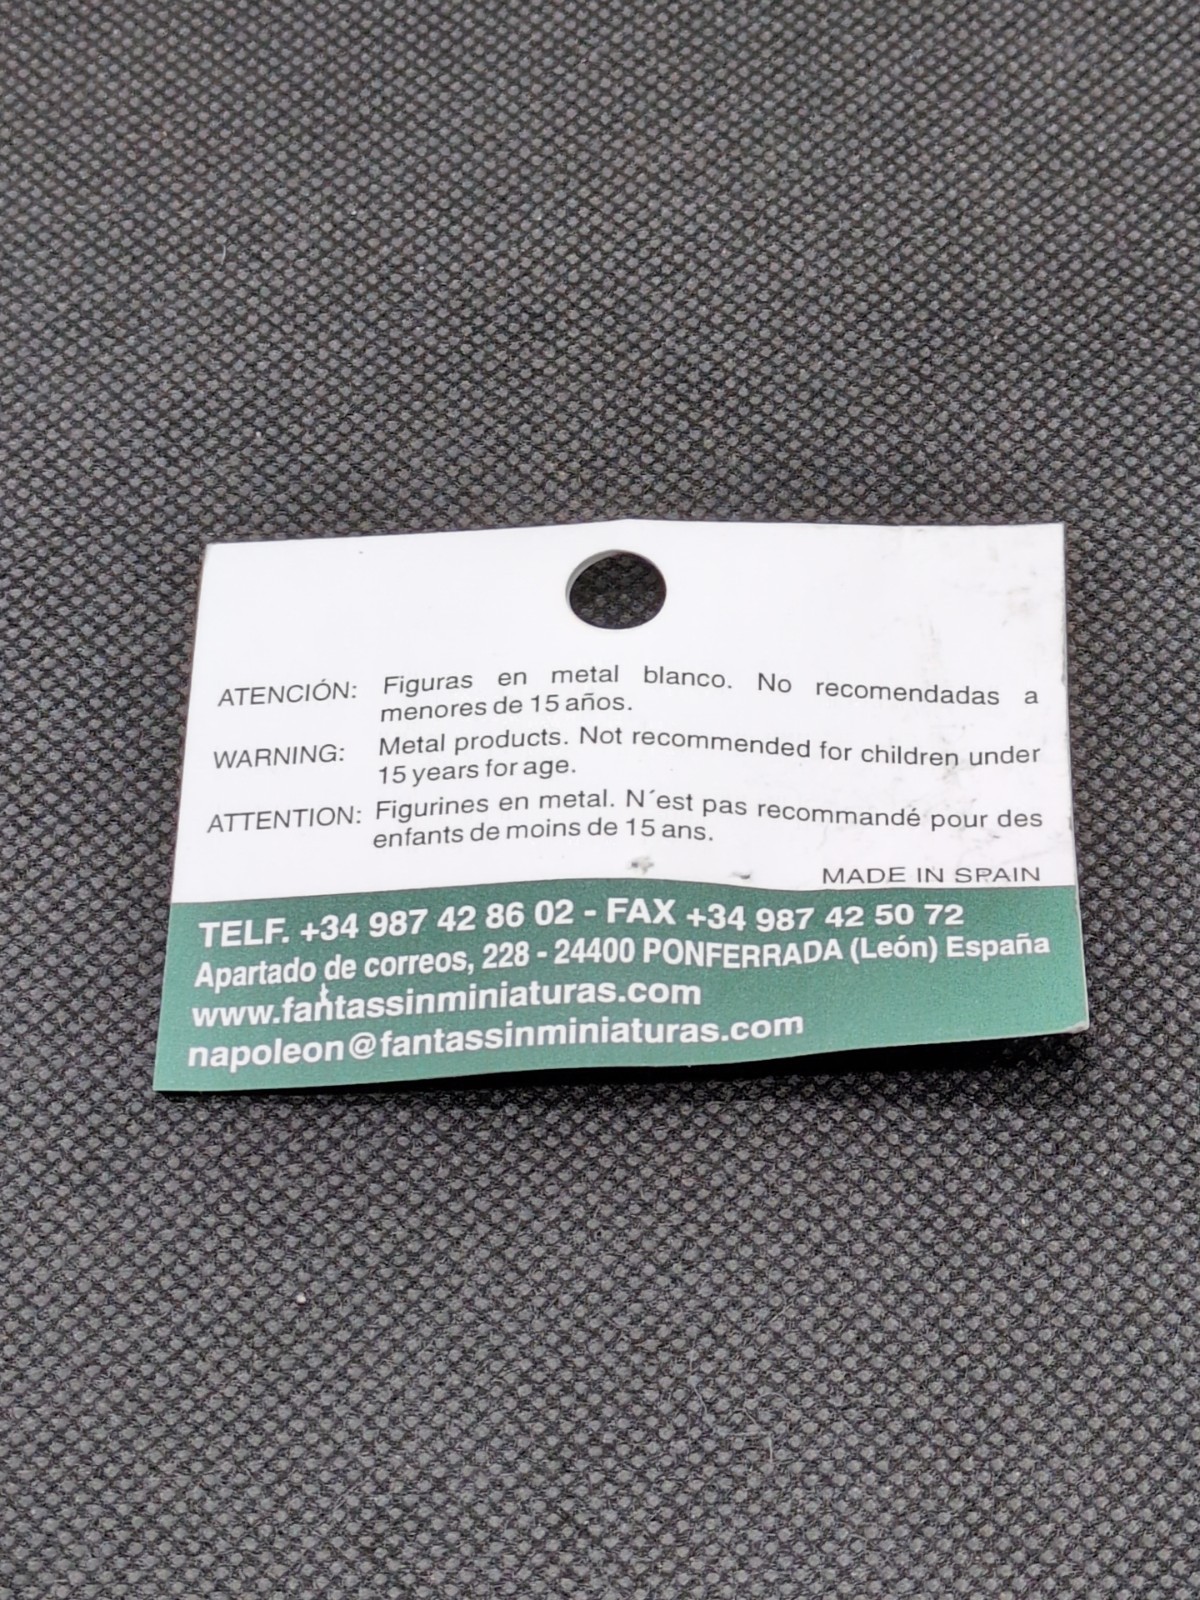 ATENCIÓN: Figuras en metal blanco. No recomendadas a
menores de 15 años.
WARNING: Metal products. Not recommended for children under
15 years for age.
ATTENTION: Figurines en metal. N´est pas recommandé pour des
enfants de moins de 15 ans.
MADE IN SPAIN
TELF. +34 987 42 86 02 - FAX +34 987 42 50 72
Apartado de correos, 228 - 24400 PONFERRADA (León) España
www.fantassinminiaturas.com
napoleon@fantassinminiaturas.com